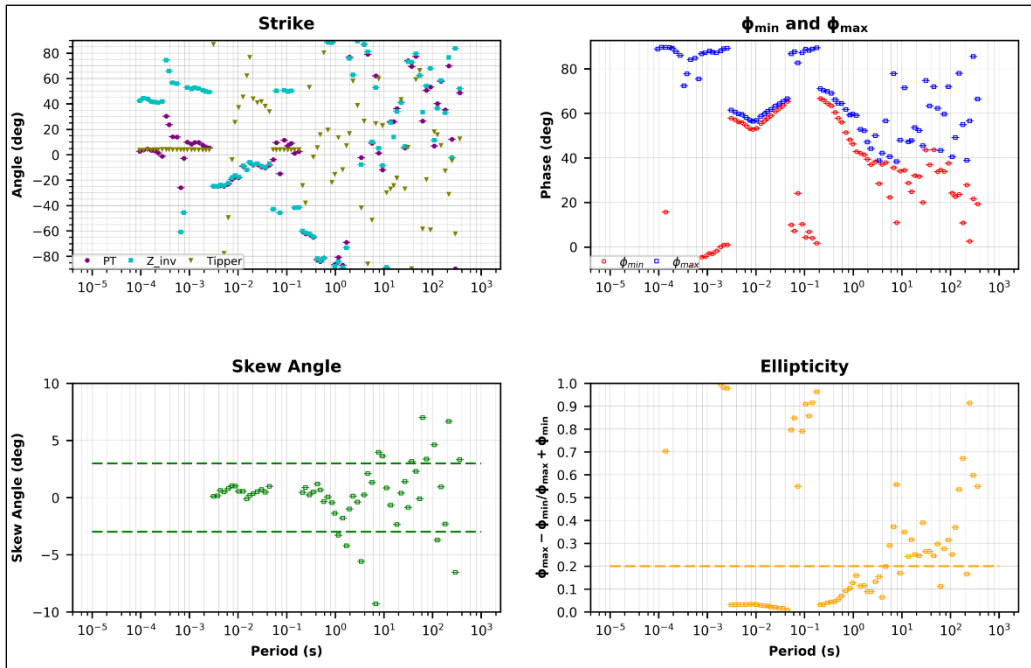 Strike
80
60
40
20
0
−20
−40
−60
−80
Angle (deg)
PT Z_inv Tipper
10⁻⁵ 10⁻⁴ 10⁻³ 10⁻² 10⁻¹ 10⁰ 10¹ 10² 10³
ϕmin and ϕmax
80
60
40
20
0
Phase (deg)
ϕmin ϕmax
10⁻⁵ 10⁻⁴ 10⁻³ 10⁻² 10⁻¹ 10⁰ 10¹ 10² 10³
Skew Angle
10
5
0
−5
−10
Skew Angle (deg)
10⁻⁵ 10⁻⁴ 10⁻³ 10⁻² 10⁻¹ 10⁰ 10¹ 10² 10³
Period (s)
Ellipticity
1.0
0.9
0.8
0.7
0.6
0.5
0.4
0.3
0.2
0.1
0.0
ϕmax − ϕmin/ϕmax + ϕmin
10⁻⁵ 10⁻⁴ 10⁻³ 10⁻² 10⁻¹ 10⁰ 10¹ 10² 10³
Period (s)